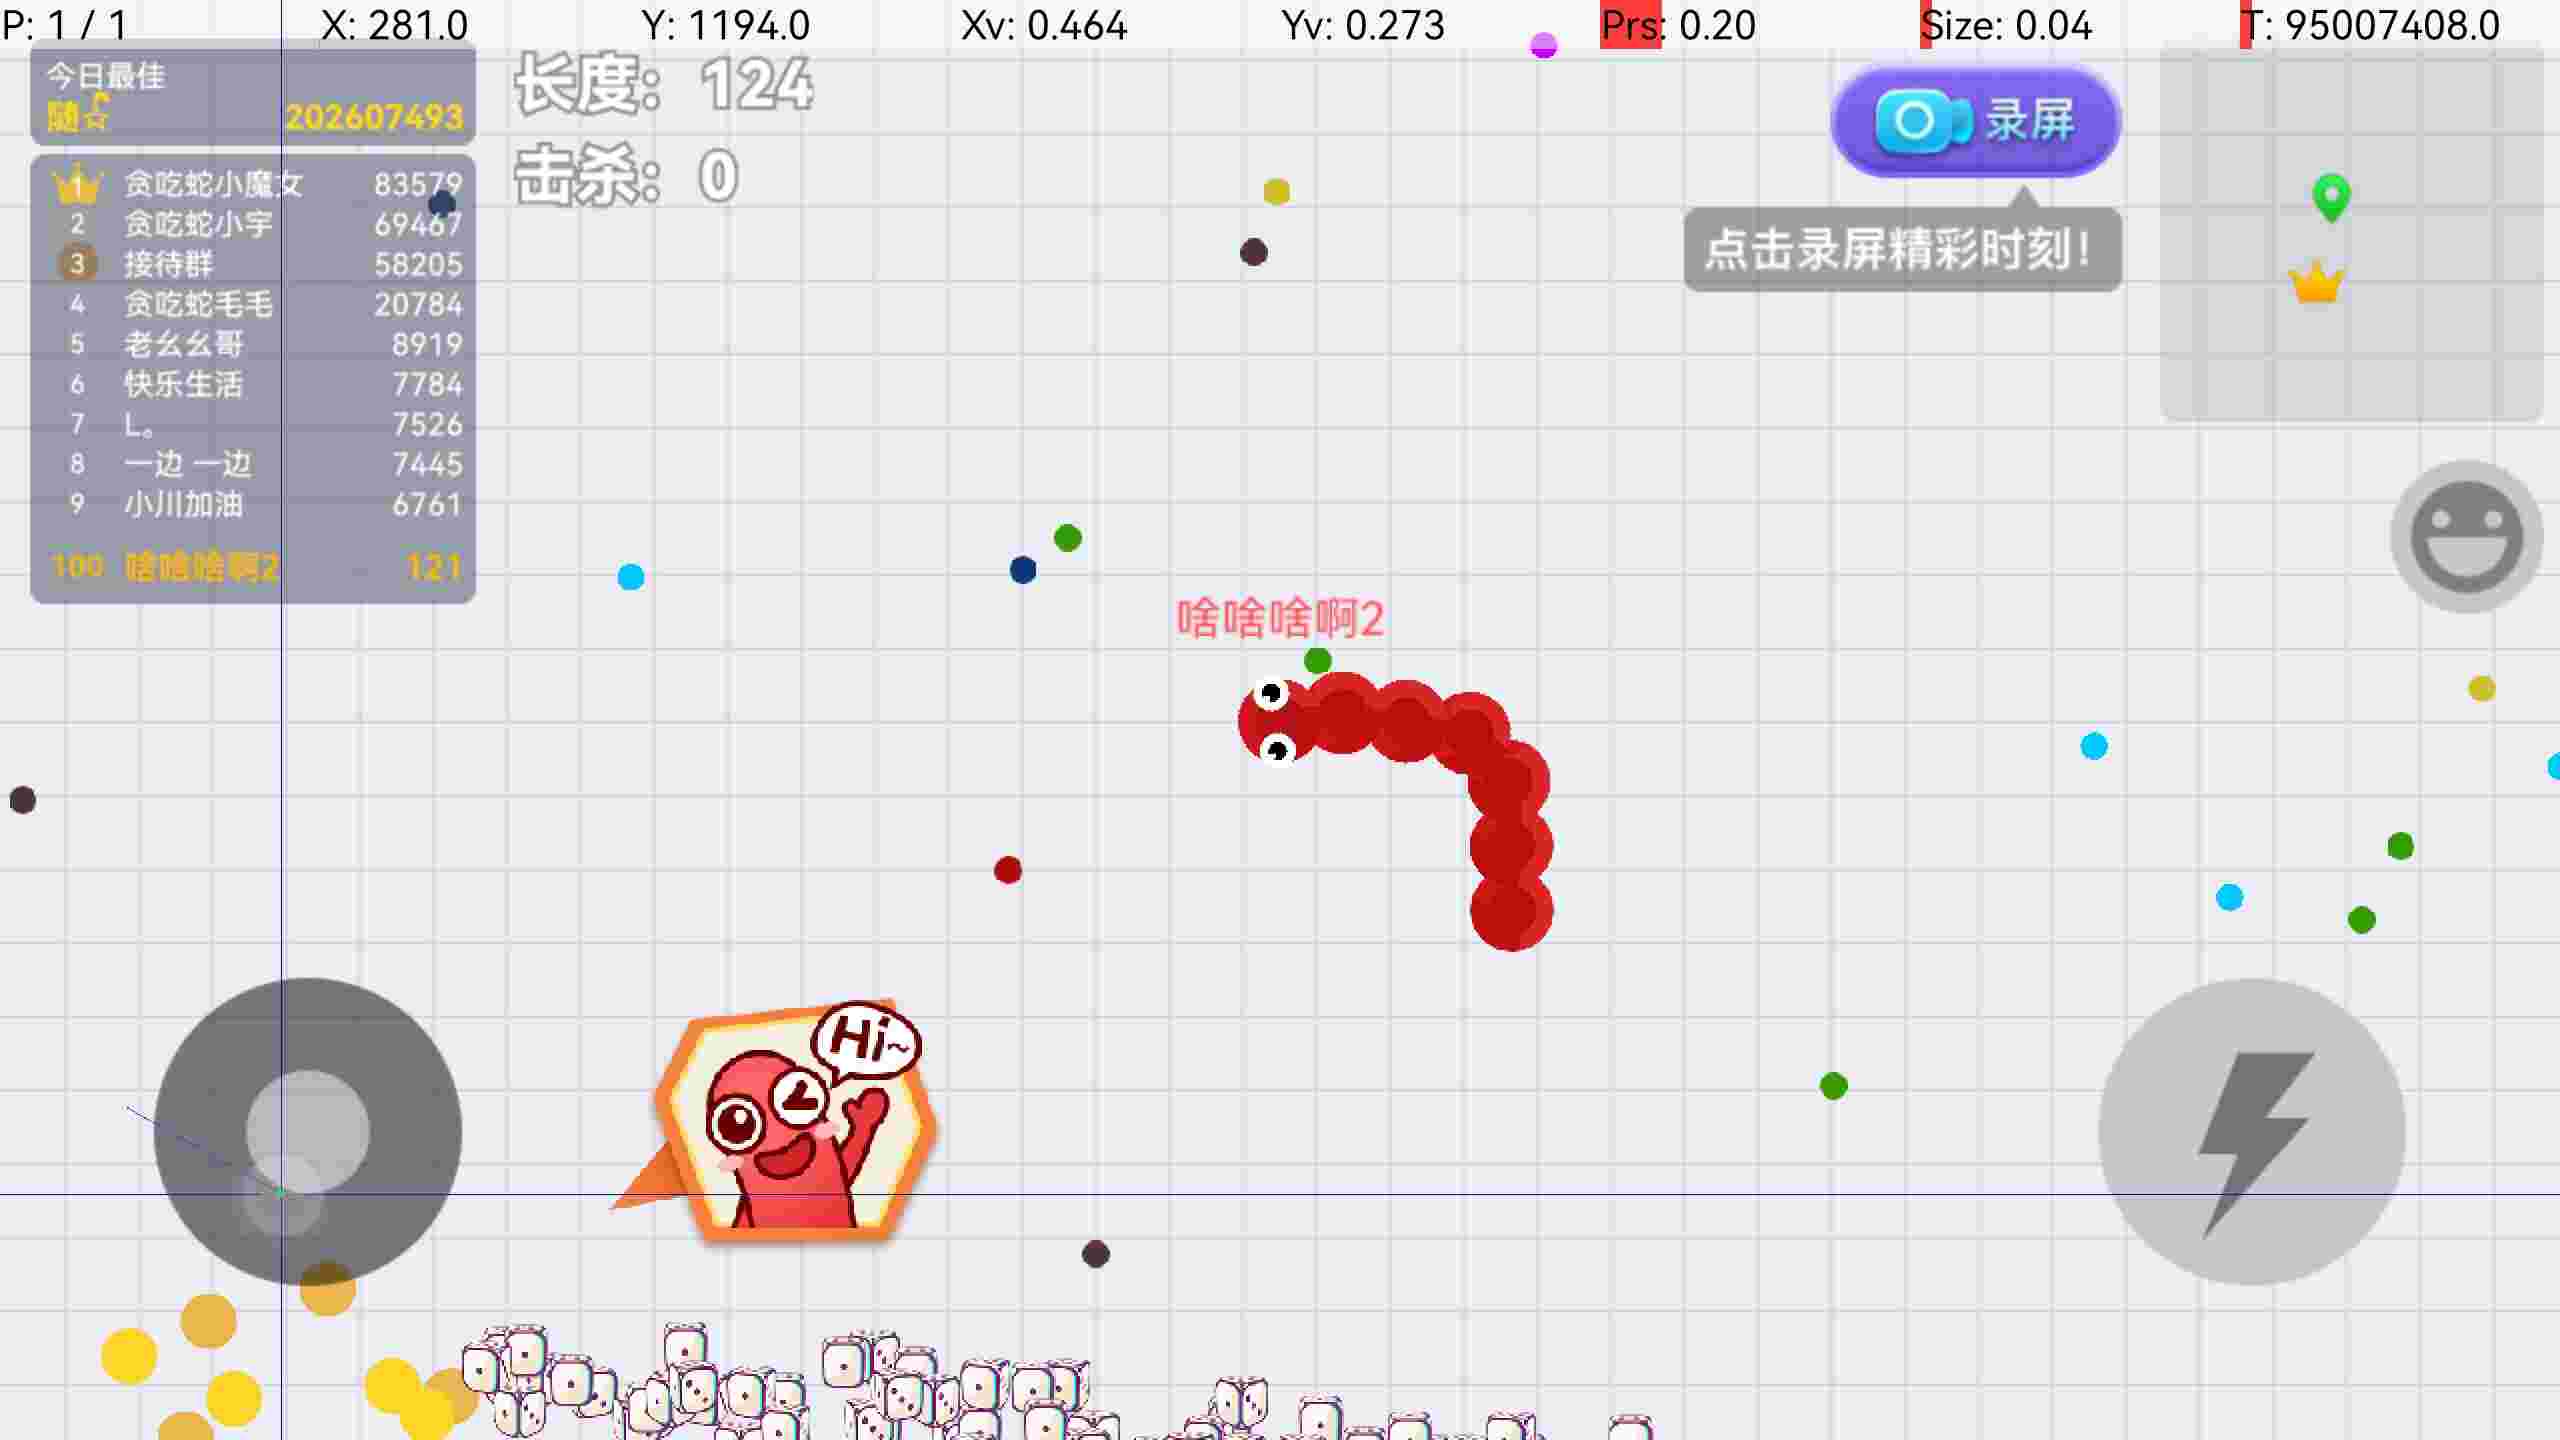 P: 1 / 1 X: 281.0 Y: 1194.0 Xv: 0.464 Yv: 0.273 Prs: 0.20 Size: 0.04 T: 95007408.0
今日最佳
随 202607493
1 贪吃蛇小魔女 83579
2 贪吃蛇小宇 69467
3 接待群 58205
4 贪吃蛇毛毛 20784
5 老幺幺哥 8919
6 快乐生活 7784
7 L。 7526
8 一边 一边 7445
9 小川加油 6761
100 啥啥啥啊2 121
长度: 124
击杀: 0
录屏
点击录屏精彩时刻!
啥啥啥啊2
Hi~